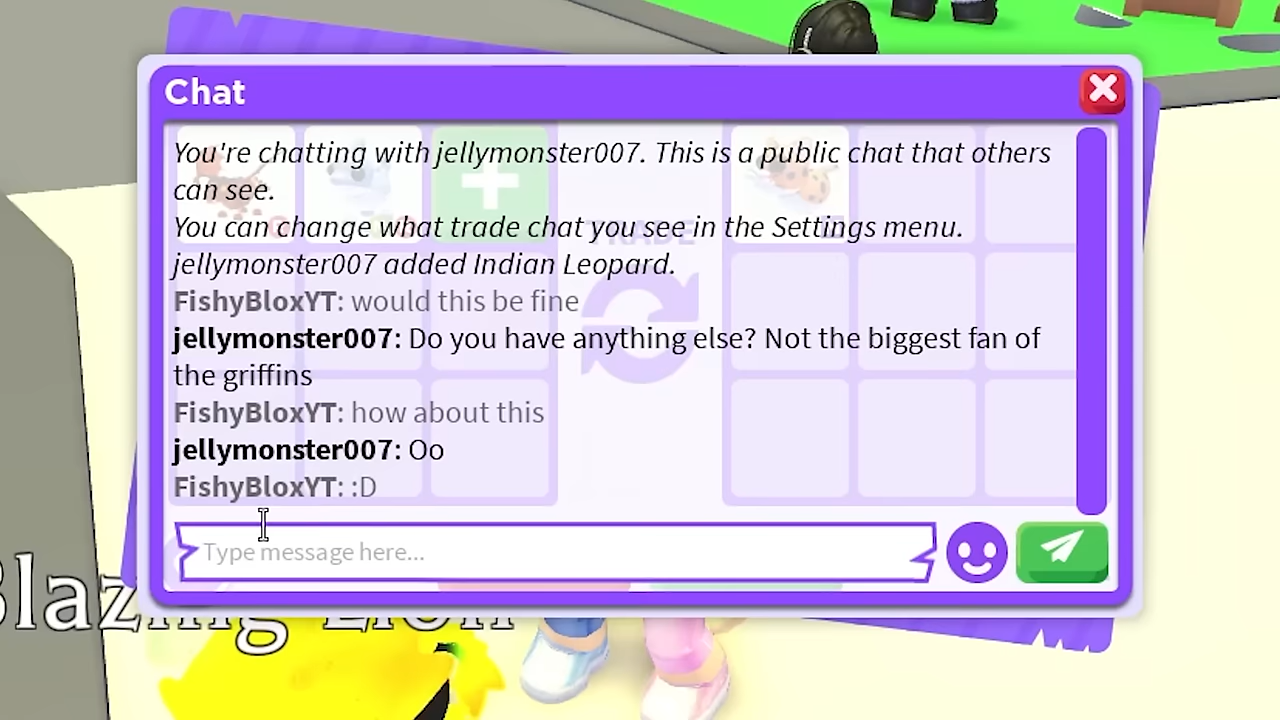 Chat
You're chatting with jellymonster007. This is a public chat that others
can see.
You can change what trade chat you see in the Settings menu.
jellymonster007 added Indian Leopard.
FishyBloxYT: would this be fine
jellymonster007: Do you have anything else? Not the biggest fan of
the griffins
FishyBloxYT: how about this
jellymonster007: Oo
FishyBloxYT: :D
Type message here...
TRADE
Blazing Lion